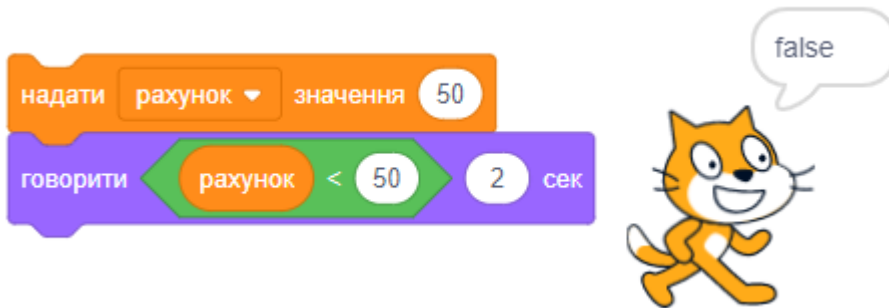 надати рахунок значення 50
говорити рахунок < 50 2 сек
false